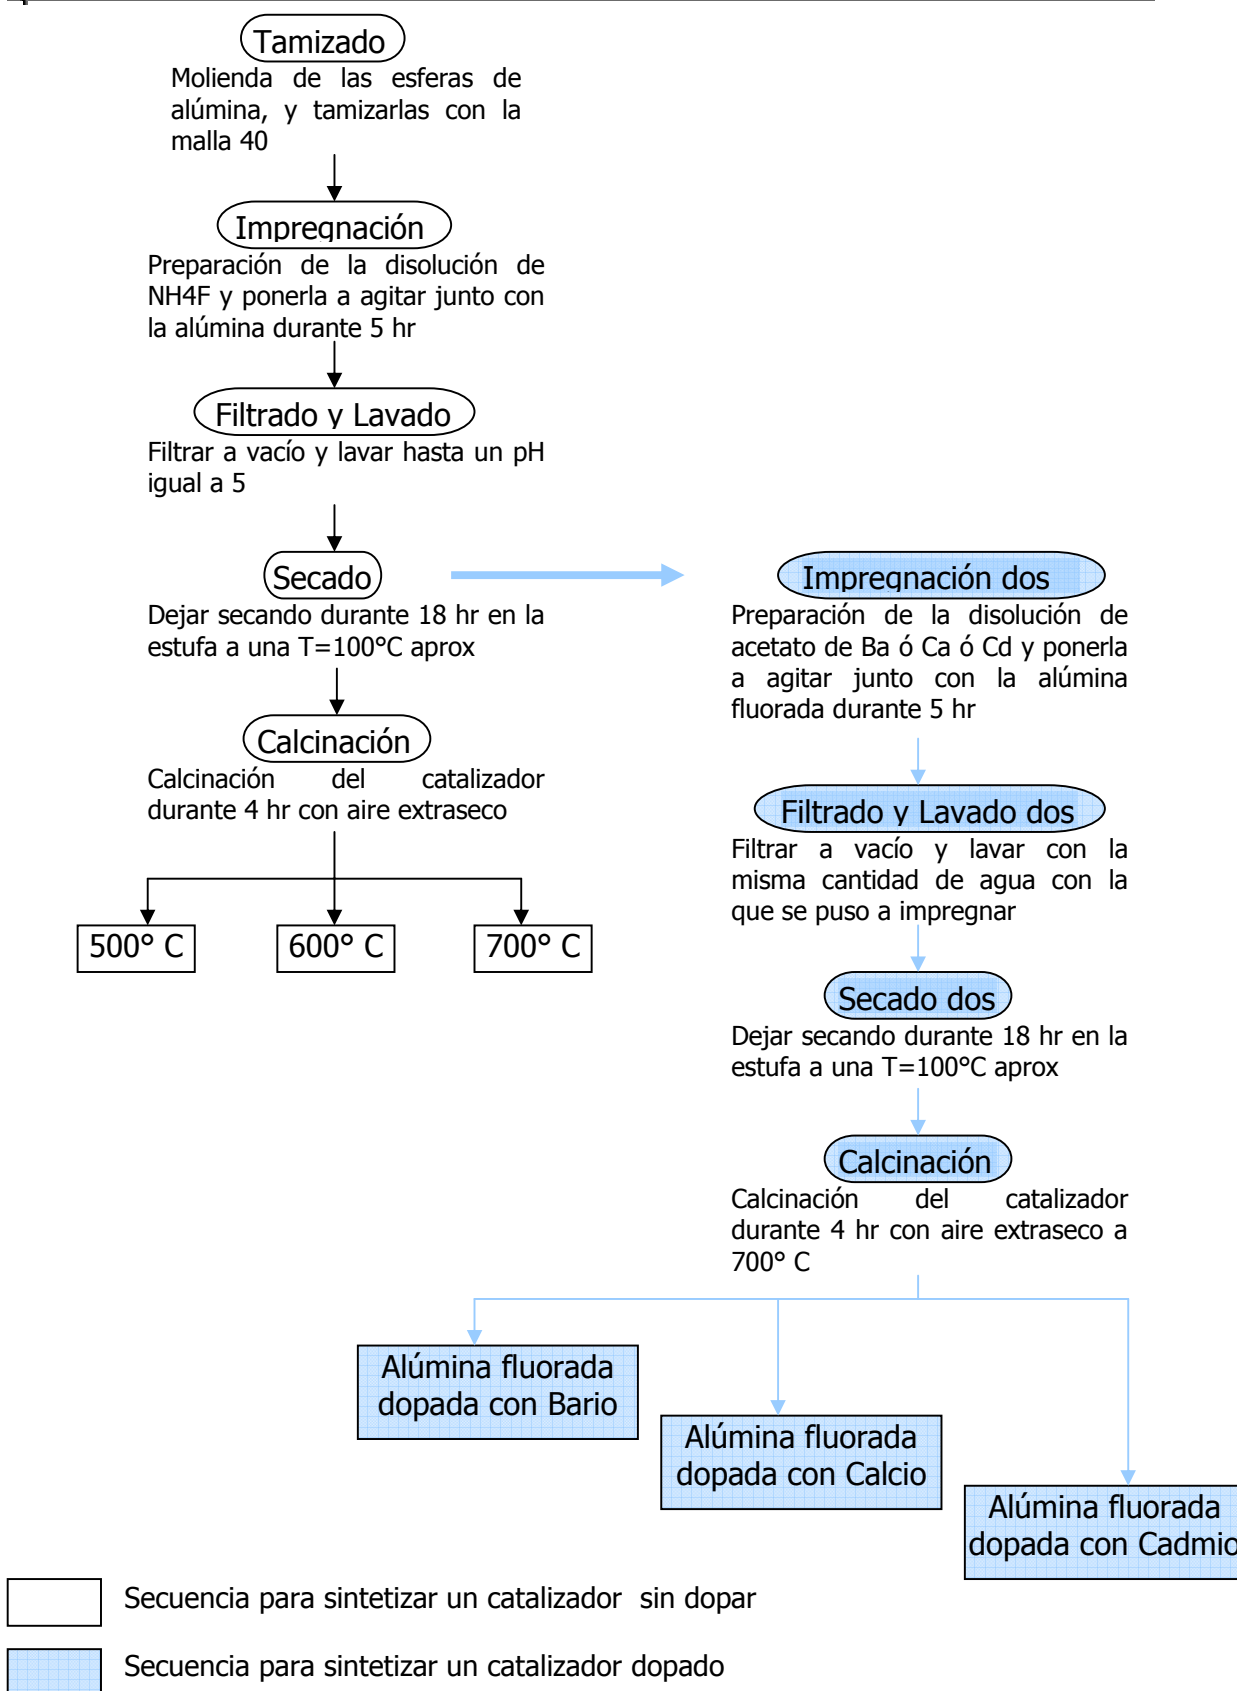 Tamizado
Molienda de las esferas de
alúmina, y tamizarlas con la
malla 40
Impregnación
Preparación de la disolución de
NH4F y ponerla a agitar junto con
la alúmina durante 5 hr
Filtrado y Lavado
Filtrar a vacío y lavar hasta un pH
igual a 5
Secado
Dejar secando durante 18 hr en la
estufa a una T=100°C aprox
Calcinación
Calcinación del catalizador
durante 4 hr con aire extraseco
500° C
600° C
700° C
Impregnación dos
Preparación de la disolución de
acetato de Ba ó Ca ó Cd y ponerla
a agitar junto con la alúmina
fluorada durante 5 hr
Filtrado y Lavado dos
Filtrar a vacío y lavar con la
misma cantidad de agua con la
que se puso a impregnar
Secado dos
Dejar secando durante 18 hr en la
estufa a una T=100°C aprox
Calcinación
Calcinación del catalizador
durante 4 hr con aire extraseco a
700° C
Alúmina fluorada
dopada con Bario
Alúmina fluorada
dopada con Calcio
Alúmina fluorada
dopada con Cadmio
Secuencia para sintetizar un catalizador sin dopar
Secuencia para sintetizar un catalizador dopado